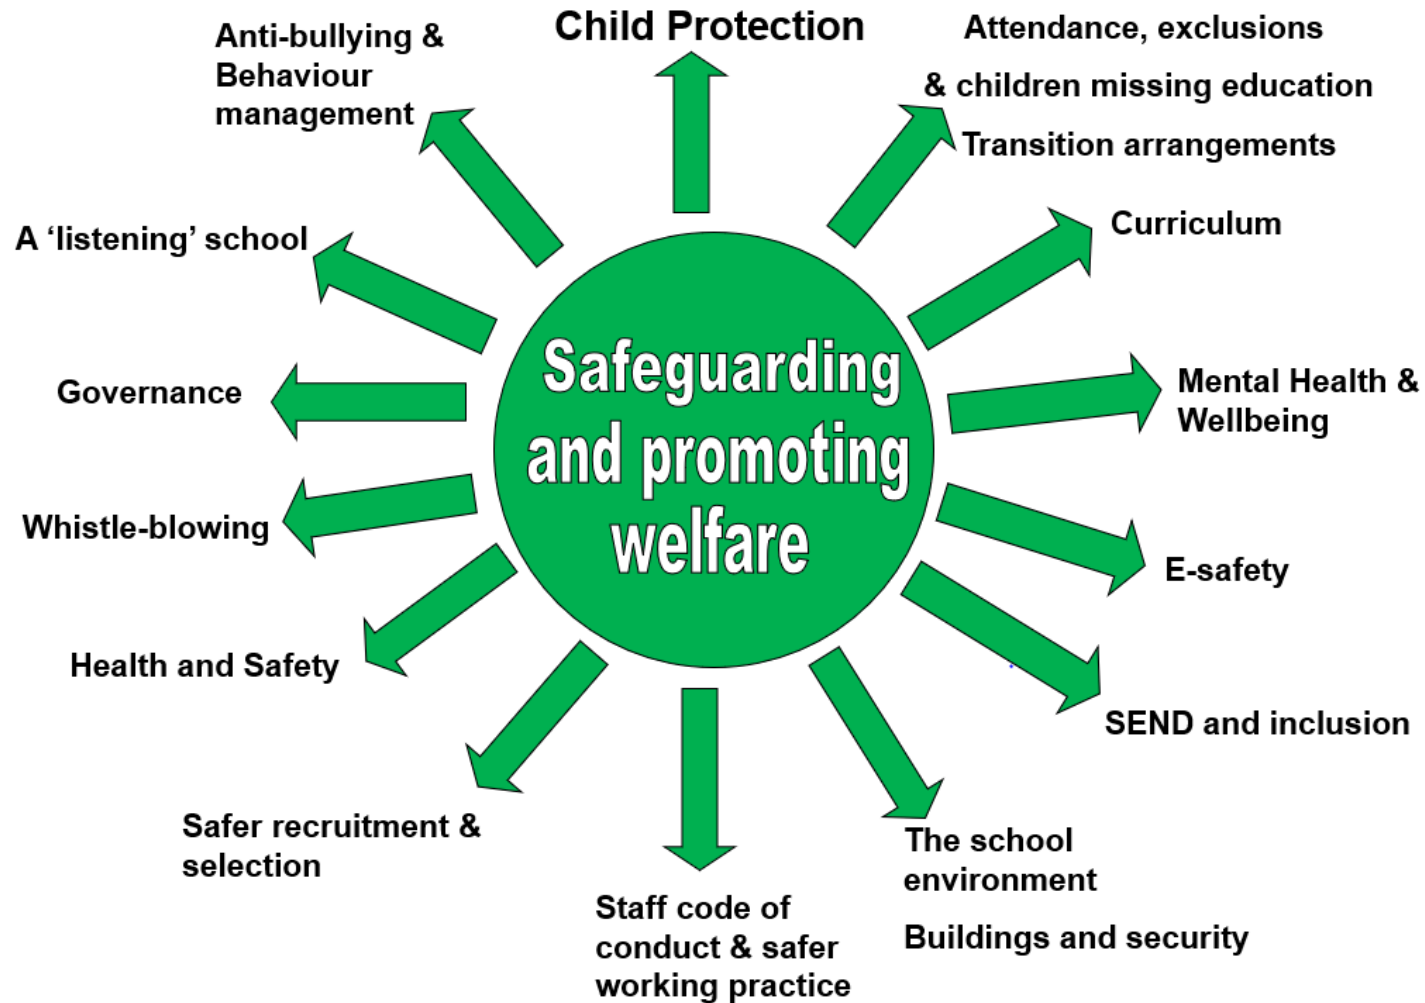 Child Protection
Attendance, exclusions
& children missing education
Transition arrangements
Curriculum
Mental Health &
Wellbeing
E-safety
SEND and inclusion
The school
environment
Buildings and security
Staff code of
conduct & safer
working practice
Safer recruitment &
selection
Health and Safety
Whistle-blowing
Governance
A ‘listening’ school
Anti-bullying &
Behaviour
management
Safeguarding
and promoting
welfare